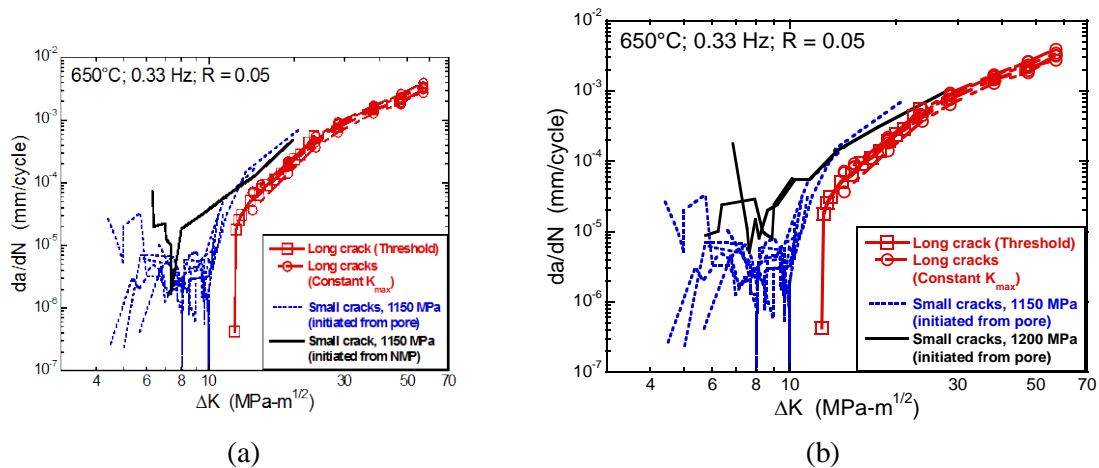 (a)
650°C; 0.33 Hz; R = 0.05
da/dN (mm/cycle)
10-2
10-3
10-4
10-5
10-6
10-7
Long crack (Threshold)
Long cracks
(Constant Kmax)
Small cracks, 1150 MPa
(initiated from pore)
Small crack, 1150 MPa
(initiated from NMP)
4 6 8 10 30 50 70
ΔK (MPa-m1/2)
(a)
(b)
650°C; 0.33 Hz; R = 0.05
da/dN (mm/cycle)
10-2
10-3
10-4
10-5
10-6
10-7
Long crack (Threshold)
Long cracks
(Constant Kmax)
Small cracks, 1150 MPa
(initiated from pore)
Small cracks, 1200 MPa
(initiated from pore)
4 6 8 10 30 50 70
ΔK (MPa-m1/2)
(b)